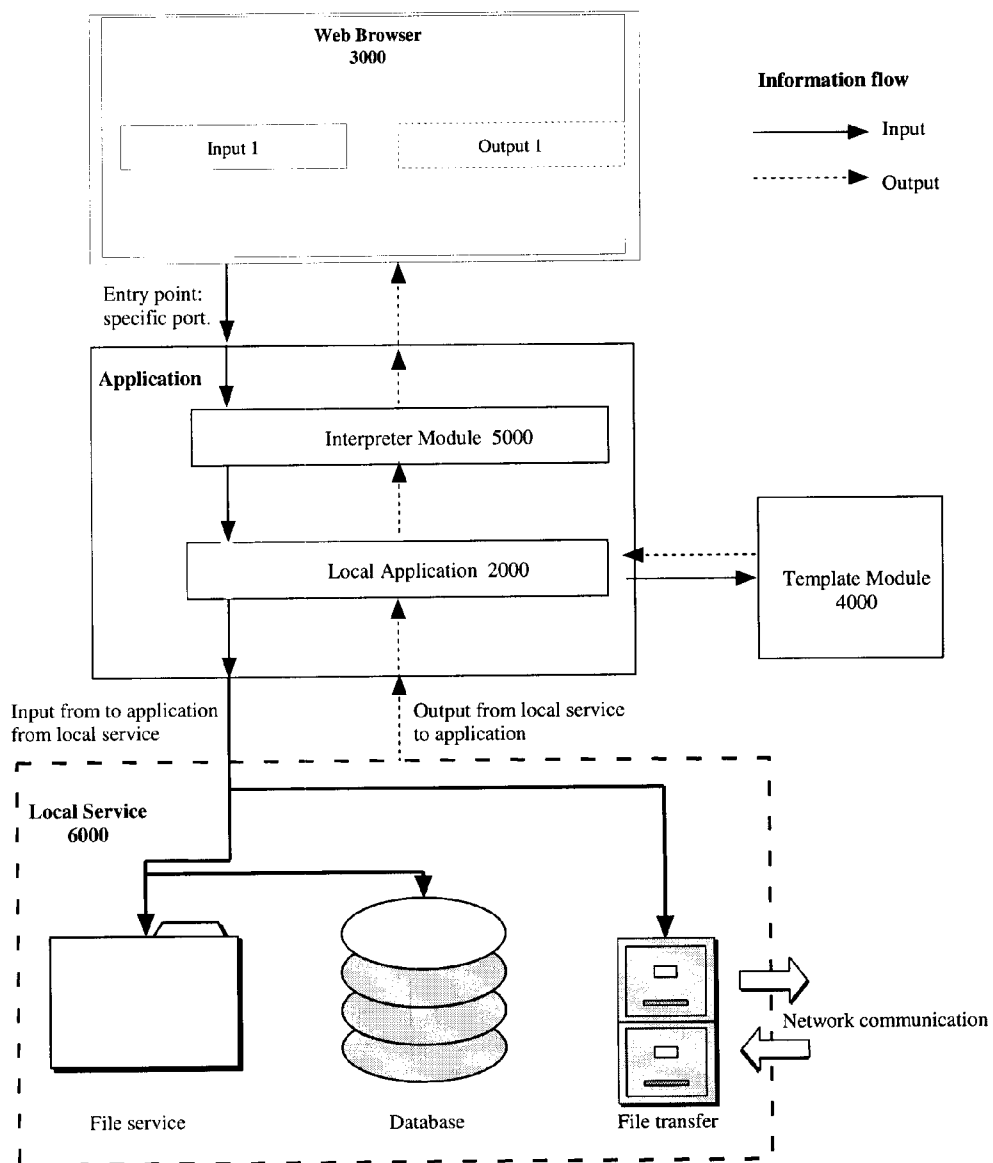 Web Browser
3000
Information flow
Input
Output
Input 1
Output 1
Entry point:
specific port.
Application
Interpreter Module 5000
Local Application 2000
Template Module
4000
Input from to application
from local service
Output from local service
to application
Local Service
6000
Network communication
File service
Database
File transfer